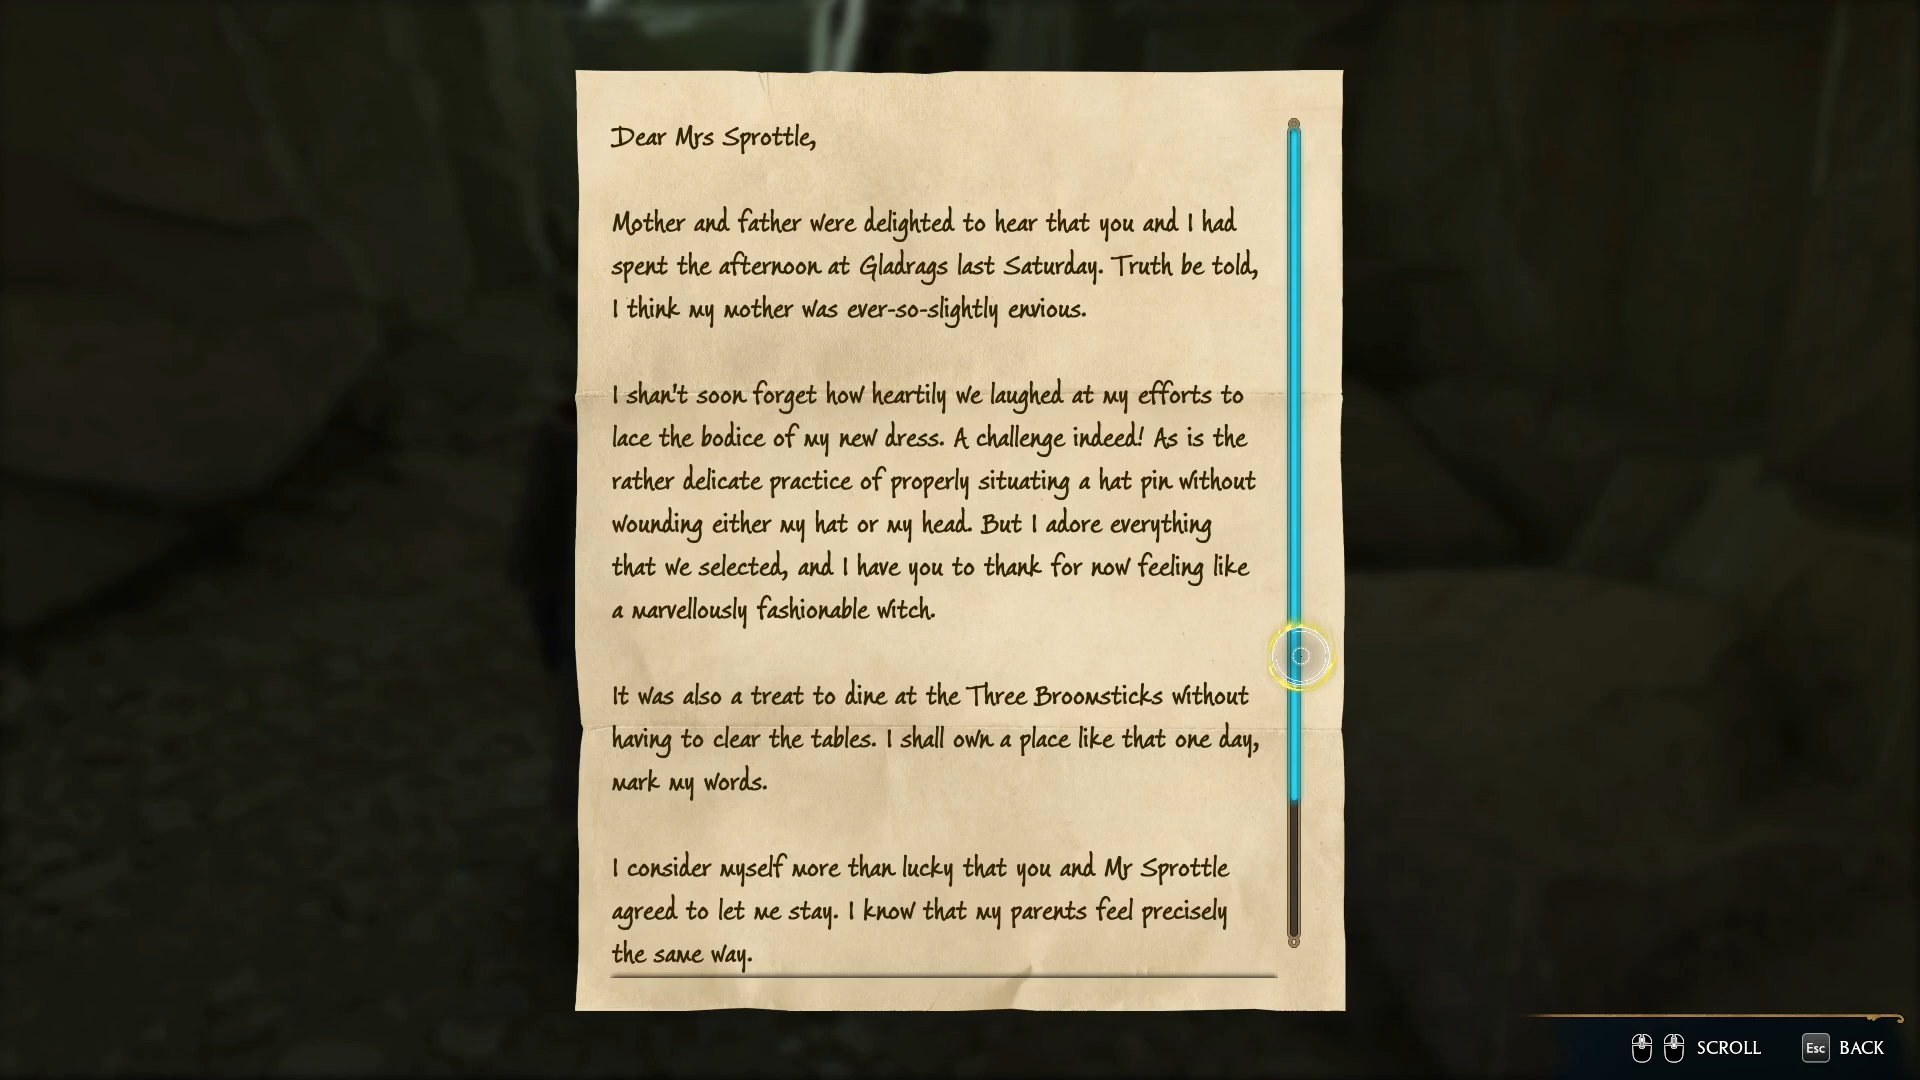 Dear Mrs Sprottle,
Mother and father were delighted to hear that you and I had
spent the afternoon at Gladrags last Saturday. Truth be told,
I think my mother was ever-so-slightly envious.
I shan't soon forget how heartily we laughed at my efforts to
lace the bodice of my new dress. A challenge indeed! As is the
rather delicate practice of properly situating a hat pin without
wounding either my hat or my head. But I adore everything
that we selected, and I have you to thank for now feeling like
a marvellously fashionable witch.
It was also a treat to dine at the Three Broomsticks without
having to clear the tables. I shall own a place like that one day,
mark my words.
I consider myself more than lucky that you and Mr Sprottle
agreed to let me stay. I know that my parents feel precisely
the same way.
SCROLL
Esc BACK